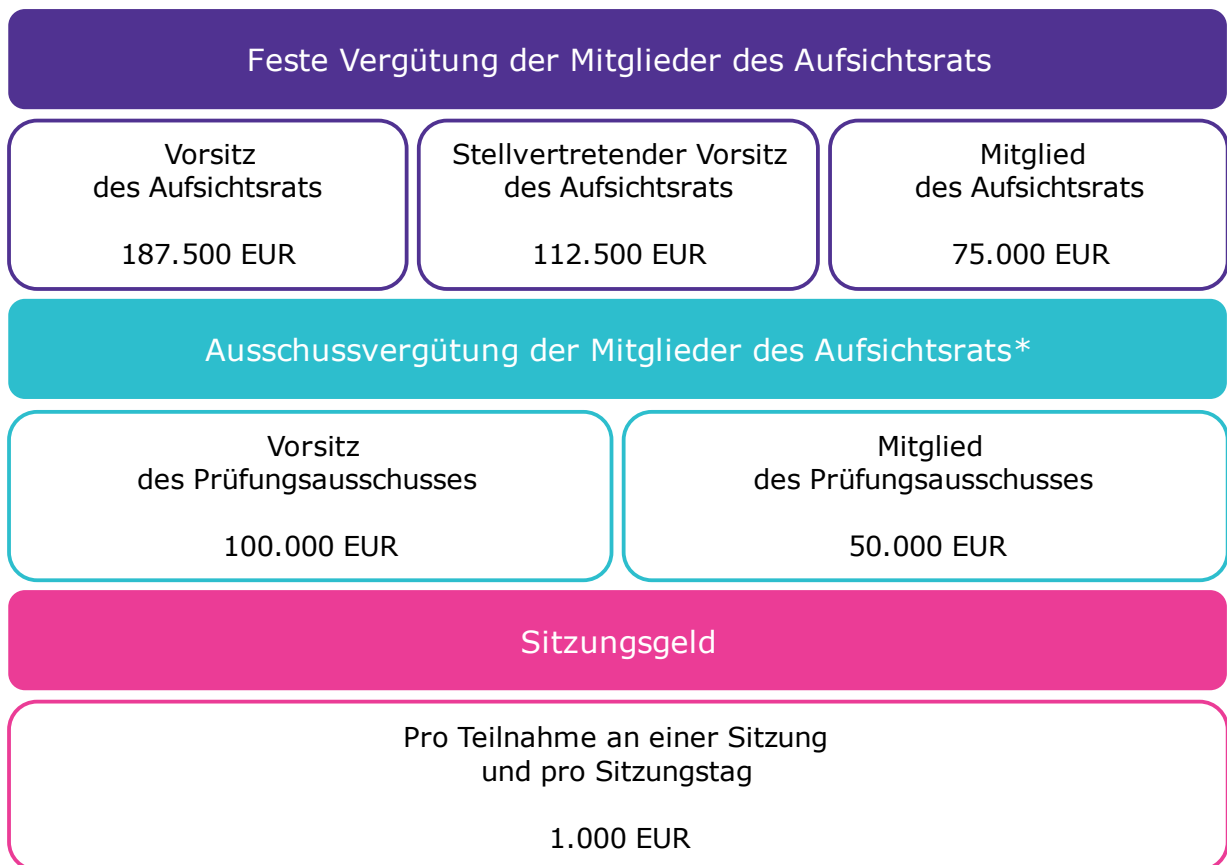 Feste Vergütung der Mitglieder des Aufsichtsrats
Vorsitz
des Aufsichtsrats
187.500 EUR
Stellvertretender Vorsitz
des Aufsichtsrats
112.500 EUR
Mitglied
des Aufsichtsrats
75.000 EUR
Ausschussvergütung der Mitglieder des Aufsichtsrats*
Vorsitz
des Prüfungsausschusses
100.000 EUR
Mitglied
des Prüfungsausschusses
50.000 EUR
Sitzungsgeld
Pro Teilnahme an einer Sitzung
und pro Sitzungstag
1.000 EUR